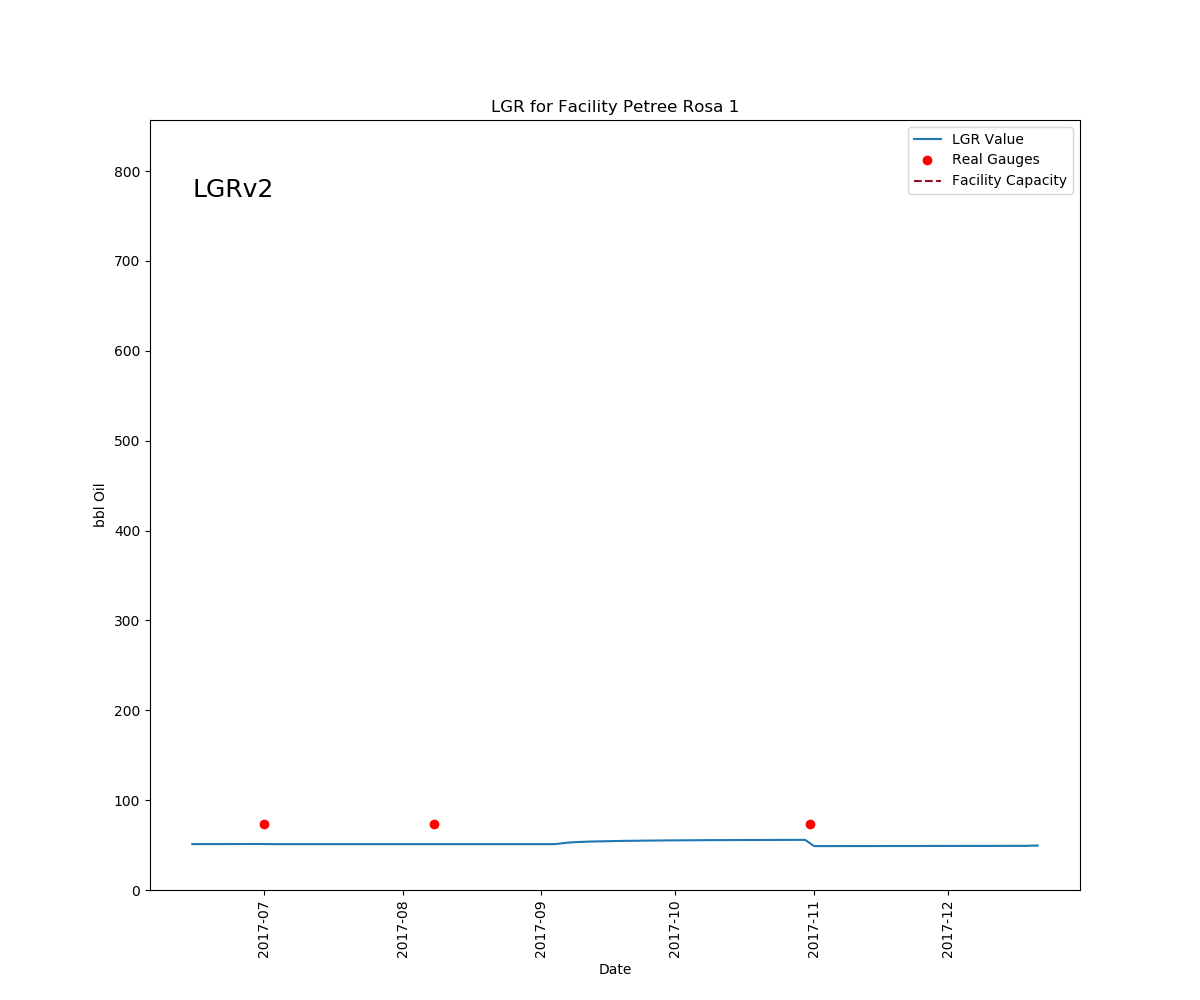 LGR for Facility Petree Rosa 1
LGRv2
LGR Value
Real Gauges
Facility Capacity
800
700
600
500
400
300
200
100
0
bbl Oil
2017-07
2017-08
2017-09
2017-10
2017-11
2017-12
Date